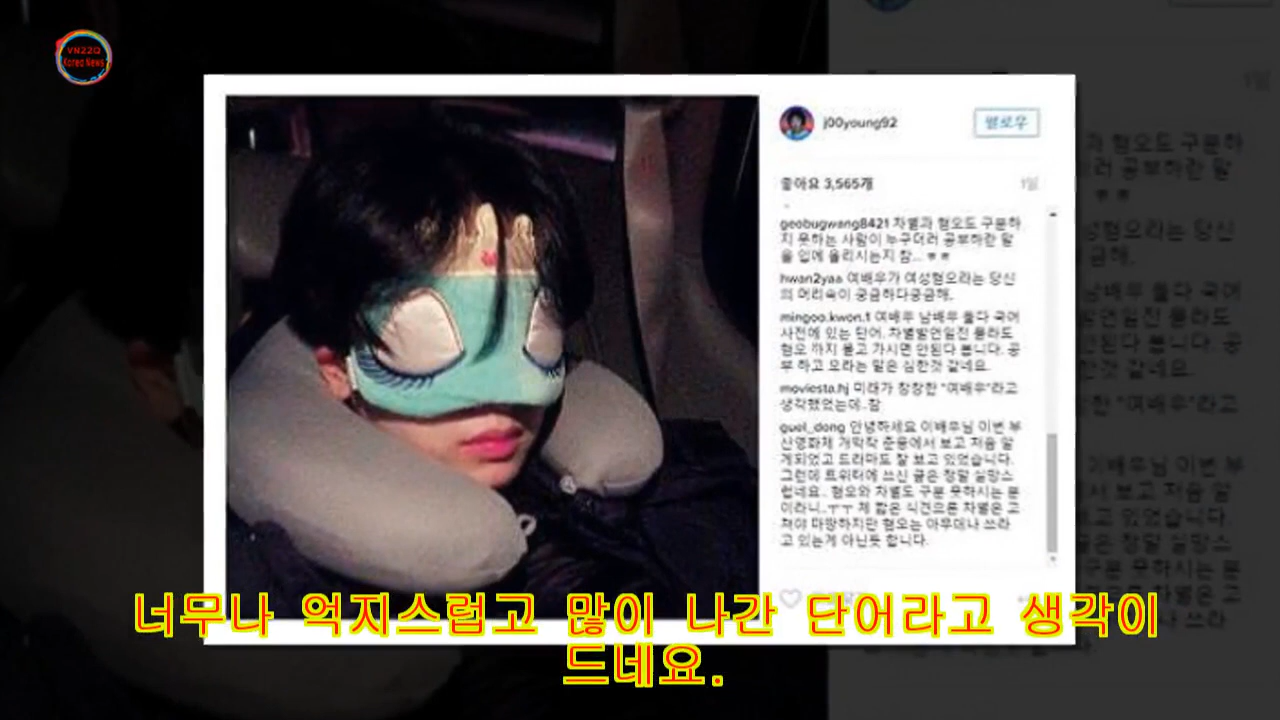 VN22Q
Korea News
j00young92
팔로우
좋아요 3,565개
1일
geobugwang8421 차별과 혐오도 구분하
지 못하는 사람이 누구더러 공부하란 말
을 입에 올리시는지 참... ㅎㅎ
hwan2yaa 여배우가 여성혐오라는 당신
의 머리속이 궁금하다궁금해.
mingoo.kwon.1 여배우 남배우 둘다 국어
사전에 있는 단어. 차별발언일진 몰라도
혐오 까지 몰고 가시면 안된다 봅니다. 공
부 하고 오라는 말은 심한것 같네요.
moviesta.hj 미래가 창창한 "여배우"라고
생각했었는데..참
guel_dong 안녕하세요 이배우님 이번 부
산영화제 개막작 춘몽에서 보고 처음 알
게되었고 드라마도 잘 보고 있었습니다.
그런데 트위터에 쓰신 글은 정말 실망스
럽네요.. 혐오와 차별도 구분 못하시는 분
이라니..ㅜㅜ 제 짧은 식견으론 차별은 고
쳐야 마땅하지만 혐오는 아무데나 쓰라
고 있는게 아닌듯 합니다.
너무나 억지스럽고 많이 나간 단어라고 생각이
드네요.